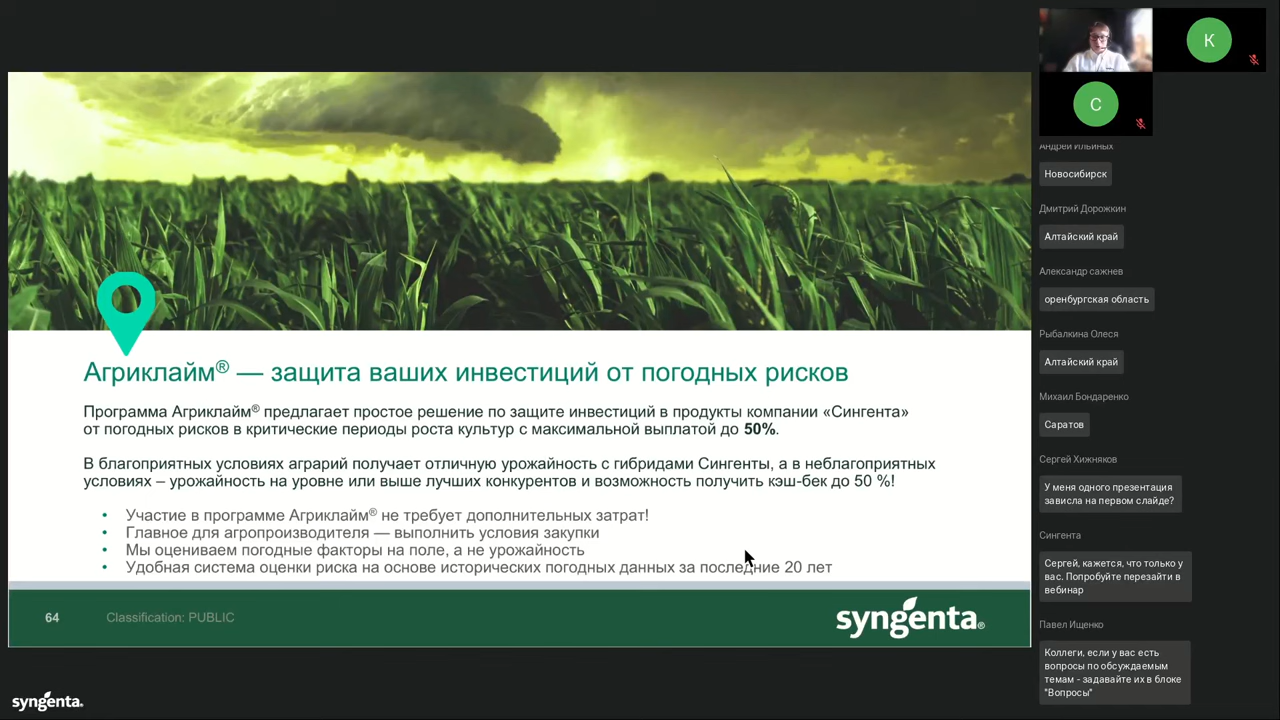 Агриклайм® — защита ваших инвестиций от погодных рисков
Программа Агриклайм® предлагает простое решение по защите инвестиций в продукты компании «Сингента»
от погодных рисков в критические периоды роста культур с максимальной выплатой до 50%.
В благоприятных условиях аграрий получает отличную урожайность с гибридами Сингенты, а в неблагоприятных
условиях – урожайность на уровне или выше лучших конкурентов и возможность получить кэш-бек до 50 %!
• Участие в программе Агриклайм® не требует дополнительных затрат!
• Главное для агропроизводителя — выполнить условия закупки
• Мы оцениваем погодные факторы на поле, а не урожайность
• Удобная система оценки риска на основе исторических погодных данных за последние 20 лет
64
Classification: PUBLIC
syngenta®
syngenta.
К
С
Андрей Ильиных
Новосибирск
Дмитрий Дорожкин
Алтайский край
Александр сажнев
оренбургская область
Рыбалкина Олеся
Алтайский край
Михаил Бондаренко
Саратов
Сергей Хижняков
У меня одного презентация
зависла на первом слайде?
Сингента
Сергей, кажется, что только у
вас. Попробуйте перезайти в
вебинар
Павел Ищенко
Коллеги, если у вас есть
вопросы по обсуждаемым
темам - задавайте их в блоке
"Вопросы"